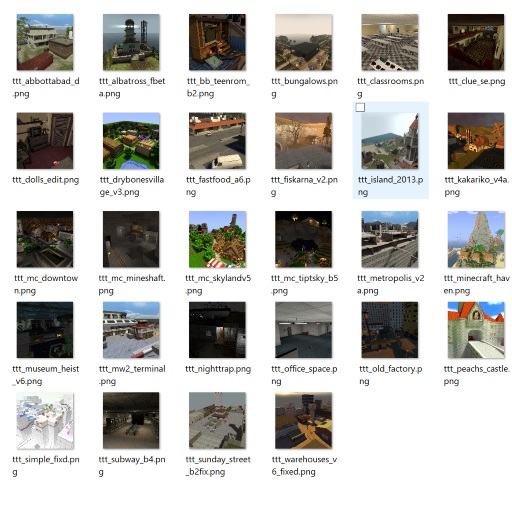 ttt_abbottabad_d
.png
ttt_albatross_fbet
a.png
ttt_bb_teenrom_
b2.png
ttt_bungalows.pn
g
ttt_classrooms.pn
g
ttt_clue_se.png
ttt_dolls_edit.png
ttt_drybonesvilla
ge_v3.png
ttt_fastfood_a6.pn
g
ttt_fiskarna_v2.pn
g
ttt_island_2013.p
ng
ttt_kakariko_v4a.
png
ttt_mc_downtow
n.png
ttt_mc_mineshaft.
png
ttt_mc_skylandv5
.png
ttt_mc_tiptsky_b5
.png
ttt_metropolis_v2
a.png
ttt_minecraft_hav
en.png
ttt_museum_heist
_v6.png
ttt_mw2_terminal
.png
ttt_nighttrap.png
ttt_office_space.p
ng
ttt_old_factory.p
ng
ttt_peachs_castle.
png
ttt_simple_fixd.pn
g
ttt_subway_b4.pn
g
ttt_sunday_street
_b2fix.png
ttt_warehouses_v
6_fixed.png